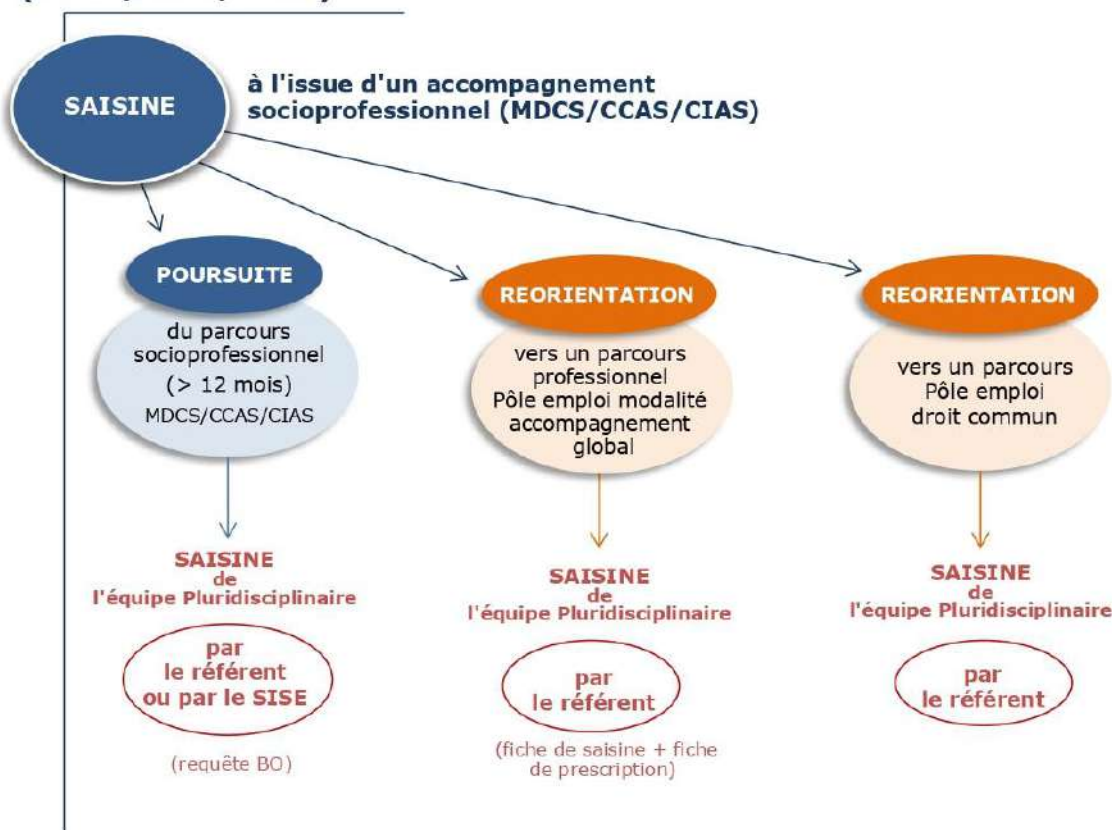 SAISINE
à l'issue d'un accompagnement
socioprofessionnel (MDCS/CCAS/CIAS)
POURSUITE
du parcours
socioprofessionnel
(> 12 mois)
MDCS/CCAS/CIAS
SAISINE
de
l'équipe Pluridisciplinaire
par
le référent
ou par le SISE
(requête BO)
REORIENTATION
vers un parcours
professionnel
Pôle emploi modalité
accompagnement
global
SAISINE
de
l'équipe Pluridisciplinaire
par
le référent
(fiche de saisine + fiche
de prescription)
REORIENTATION
vers un parcours
Pôle emploi
droit commun
SAISINE
de
l'équipe Pluridisciplinaire
par
le référent